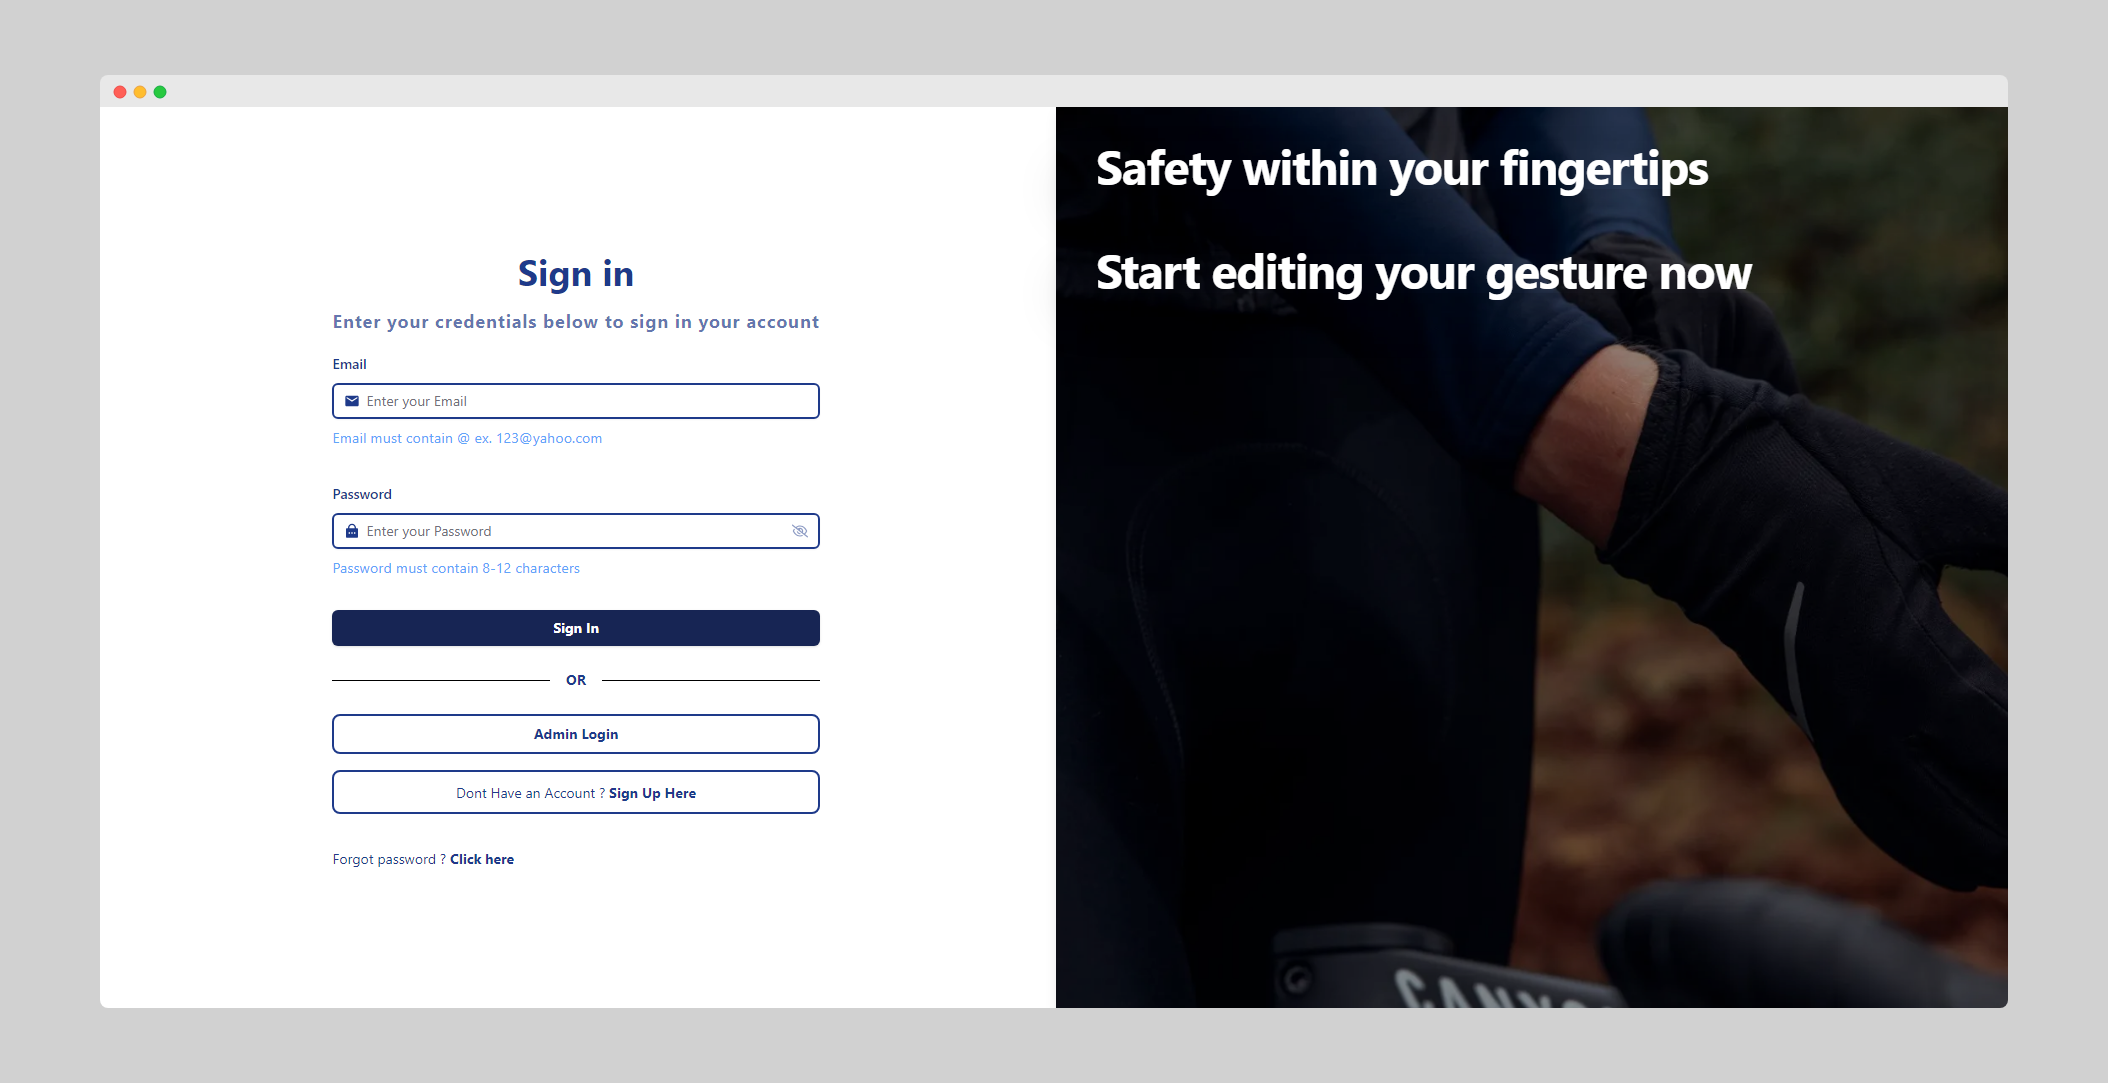 Sign in
Enter your credentials below to sign in your account
Email
Enter your Email
Email must contain @ ex. 123@yahoo.com
Password
Enter your Password
Password must contain 8-12 characters
Sign In
OR
Admin Login
Dont Have an Account ? Sign Up Here
Forgot password ? Click here
Safety within your fingertips
Start editing your gesture now